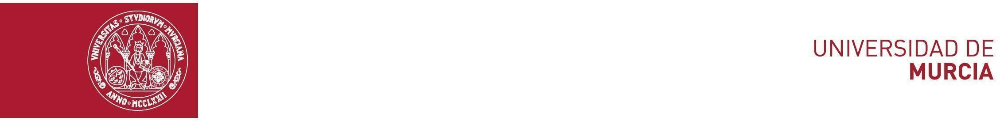 VNIVERSITAS · STVDIORVM · MVRCIANA
ANNO · MCCLXXII
UNIVERSIDAD DE
MURCIA